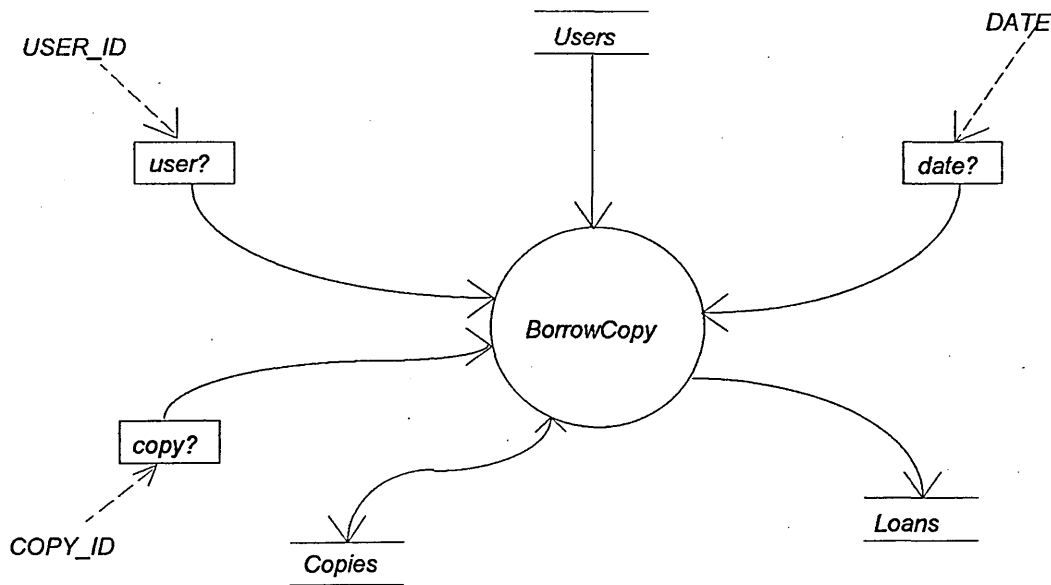 Users
DATE
USER_ID
user?
date?
BorrowCopy
copy?
Loans
COPY_ID
Copies